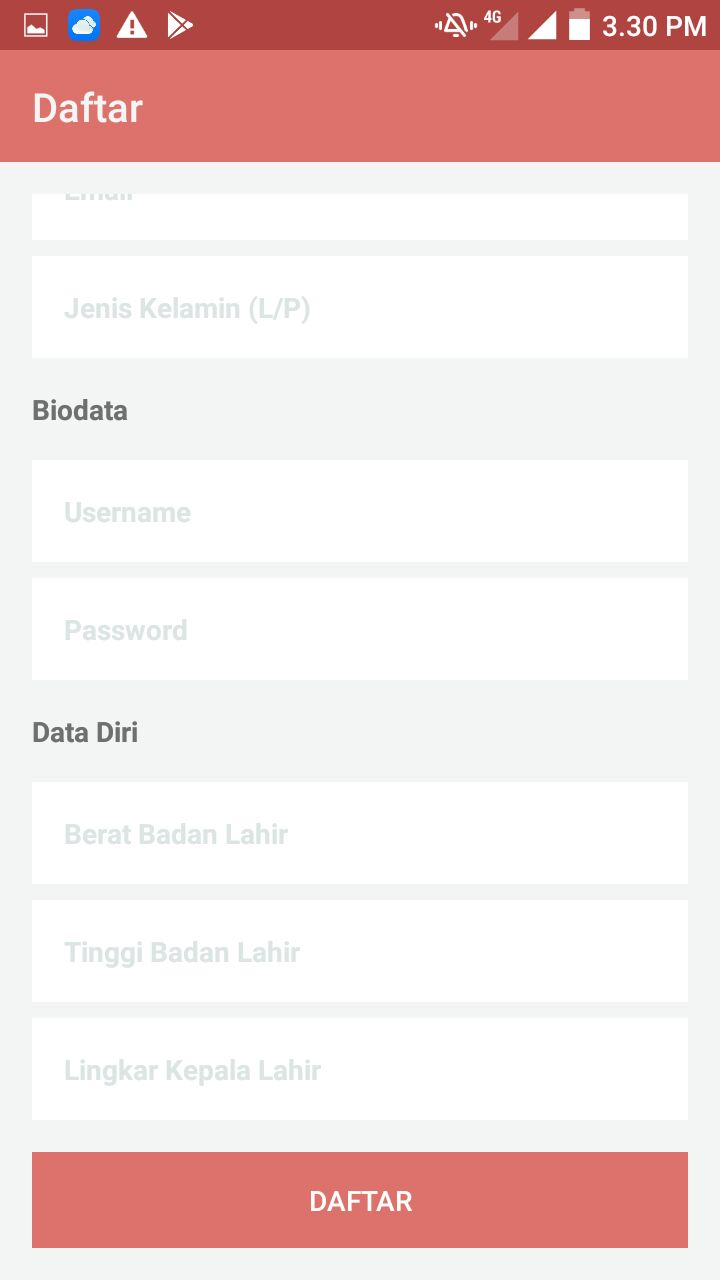 4G 3.30 PM
Daftar
Email
Jenis Kelamin (L/P)
Biodata
Username
Password
Data Diri
Berat Badan Lahir
Tinggi Badan Lahir
Lingkar Kepala Lahir
DAFTAR